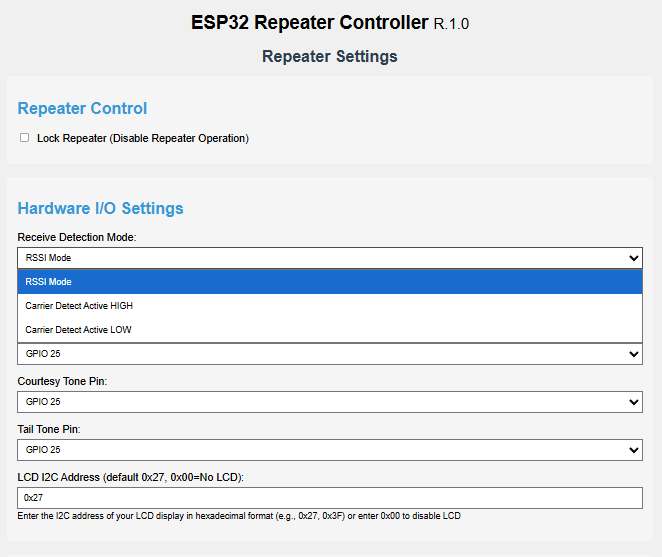 ESP32 Repeater Controller R.1.0
Repeater Settings
Repeater Control
Lock Repeater (Disable Repeater Operation)
Hardware I/O Settings
Receive Detection Mode:
RSSI Mode
RSSI Mode
Carrier Detect Active HIGH
Carrier Detect Active LOW
GPIO 25
Courtesy Tone Pin:
GPIO 25
Tail Tone Pin:
GPIO 25
LCD I2C Address (default 0x27, 0x00=No LCD):
0x27
Enter the I2C address of your LCD display in hexadecimal format (e.g., 0x27, 0x3F) or enter 0x00 to disable LCD